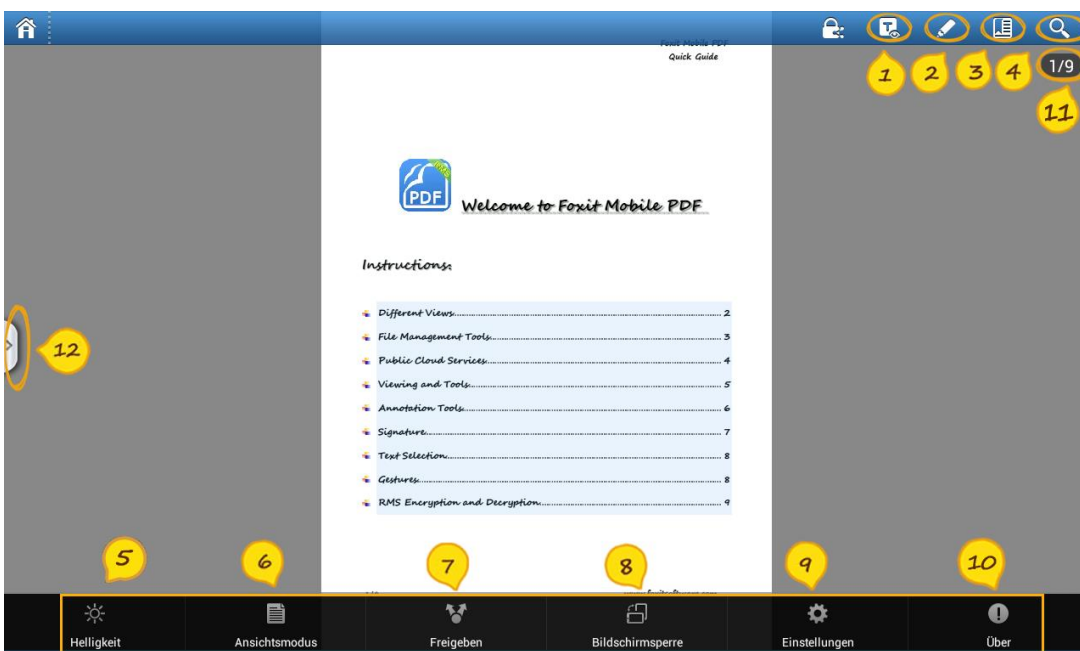 Foxit Mobile PDF
Quick Guide
1/9
1
2
3
4
11
PDF
Welcome to Foxit Mobile PDF
Instructions:
Different Views 2
File Management Tools 3
Public Cloud Services 4
12
Viewing and Tools 5
Annotation Tools 6
Signature 7
Text Selection 8
Gestures 8
RMS Encryption and Decryption 9
5
6
7
8
9
10
Helligkeit
Ansichtsmodus
Freigeben
Bildschirmsperre
Einstellungen
Über